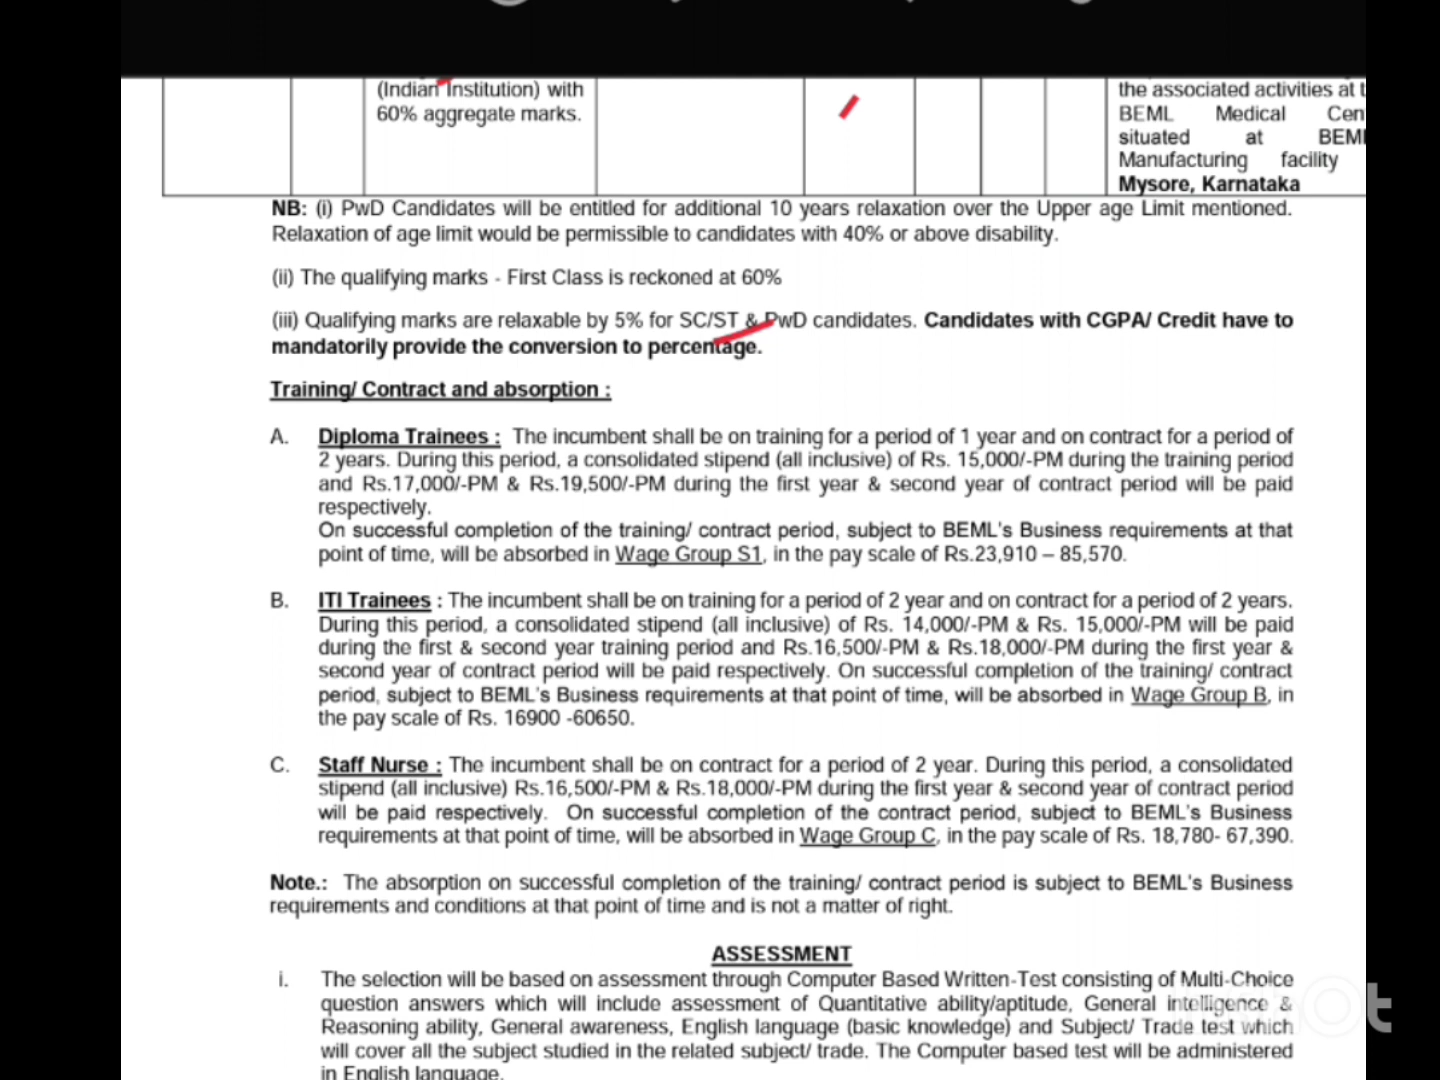 (Indian Institution) with
60% aggregate marks.
the associated activities at t
BEML Medical Cen
situated at BEML
Manufacturing facility
Mysore, Karnataka
NB: (i) PwD Candidates will be entitled for additional 10 years relaxation over the Upper age Limit mentioned.
Relaxation of age limit would be permissible to candidates with 40% or above disability.
(ii) The qualifying marks - First Class is reckoned at 60%
(iii) Qualifying marks are relaxable by 5% for SC/ST & PwD candidates. Candidates with CGPA/ Credit have to
mandatorily provide the conversion to percentage.
Training/ Contract and absorption :
A. Diploma Trainees : The incumbent shall be on training for a period of 1 year and on contract for a period of
2 years. During this period, a consolidated stipend (all inclusive) of Rs. 15,000/-PM during the training period
and Rs.17,000/-PM & Rs.19,500/-PM during the first year & second year of contract period will be paid
respectively.
On successful completion of the training/ contract period, subject to BEML's Business requirements at that
point of time, will be absorbed in Wage Group S1, in the pay scale of Rs.23,910 – 85,570.
B. ITI Trainees : The incumbent shall be on training for a period of 2 year and on contract for a period of 2 years.
During this period, a consolidated stipend (all inclusive) of Rs. 14,000/-PM & Rs. 15,000/-PM will be paid
during the first & second year training period and Rs.16,500/-PM & Rs.18,000/-PM during the first year &
second year of contract period will be paid respectively. On successful completion of the training/ contract
period, subject to BEML's Business requirements at that point of time, will be absorbed in Wage Group B, in
the pay scale of Rs. 16900 -60650.
C. Staff Nurse : The incumbent shall be on contract for a period of 2 year. During this period, a consolidated
stipend (all inclusive) Rs.16,500/-PM & Rs.18,000/-PM during the first year & second year of contract period
will be paid respectively. On successful completion of the contract period, subject to BEML's Business
requirements at that point of time, will be absorbed in Wage Group C, in the pay scale of Rs. 18,780- 67,390.
Note.: The absorption on successful completion of the training/ contract period is subject to BEML's Business
requirements and conditions at that point of time and is not a matter of right.
ASSESSMENT
i. The selection will be based on assessment through Computer Based Written-Test consisting of Multi-Choice
question answers which will include assessment of Quantitative ability/aptitude, General intelligence &
Reasoning ability, General awareness, English language (basic knowledge) and Subject/ Trade test which
will cover all the subject studied in the related subject/ trade. The Computer based test will be administered
in English language.